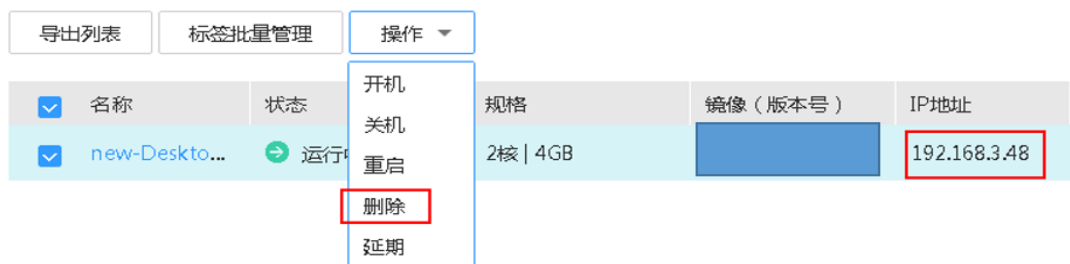 导出列表 标签批量管理 操作
开机
名称 状态 规格 镜像（版本号） IP地址
关机
new-Deskto... 运行 2核 | 4GB 192.168.3.48
重启
删除
延期